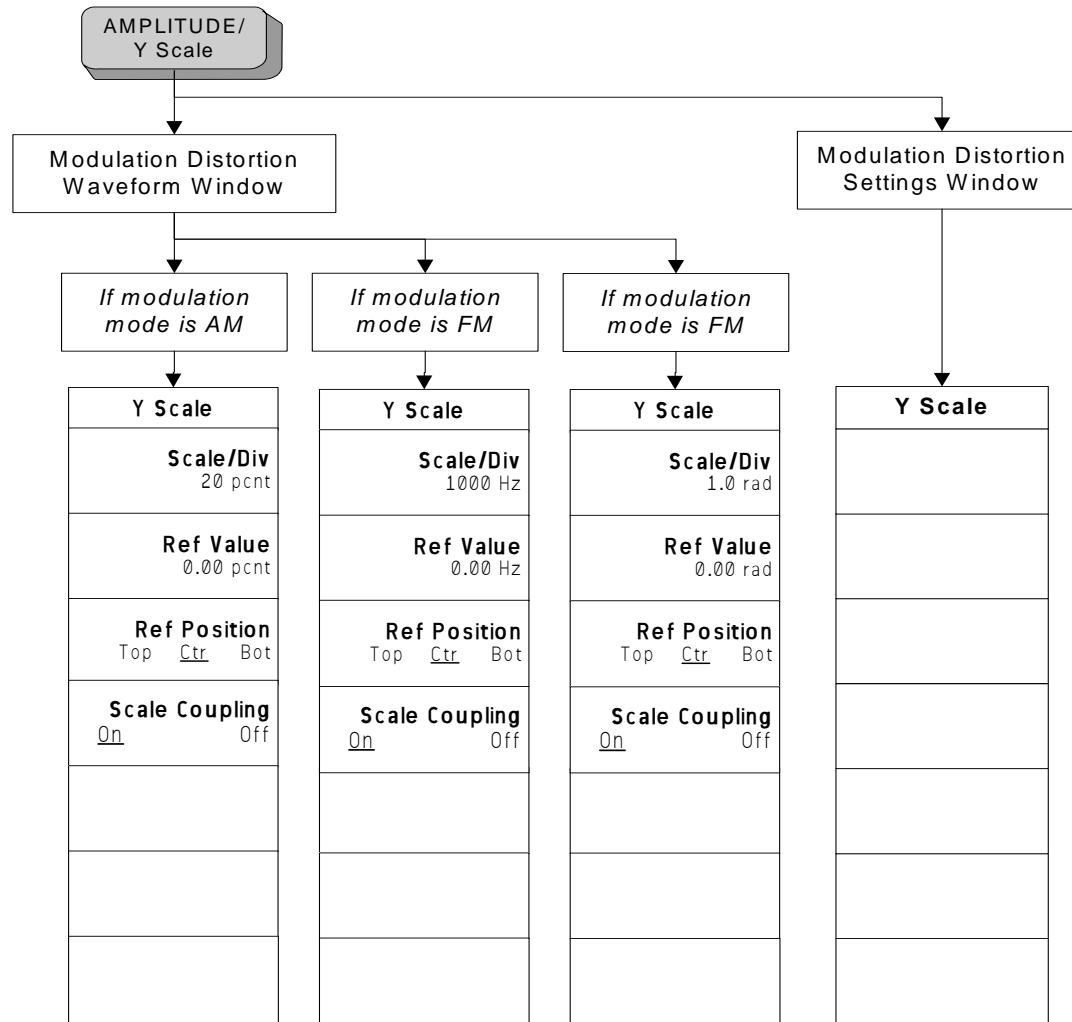 AMPLITUDE/
Y Scale
Modulation Distortion
Waveform Window
Modulation Distortion
Settings Window
If modulation
mode is AM
If modulation
mode is FM
If modulation
mode is FM
Y Scale
Scale/Div
20 pcnt
Ref Value
0.00 pcnt
Ref Position
Top Ctr Bot
Scale Coupling
On Off
Y Scale
Scale/Div
1000 Hz
Ref Value
0.00 Hz
Ref Position
Top Ctr Bot
Scale Coupling
On Off
Y Scale
Scale/Div
1.0 rad
Ref Value
0.00 rad
Ref Position
Top Ctr Bot
Scale Coupling
On Off
Y Scale